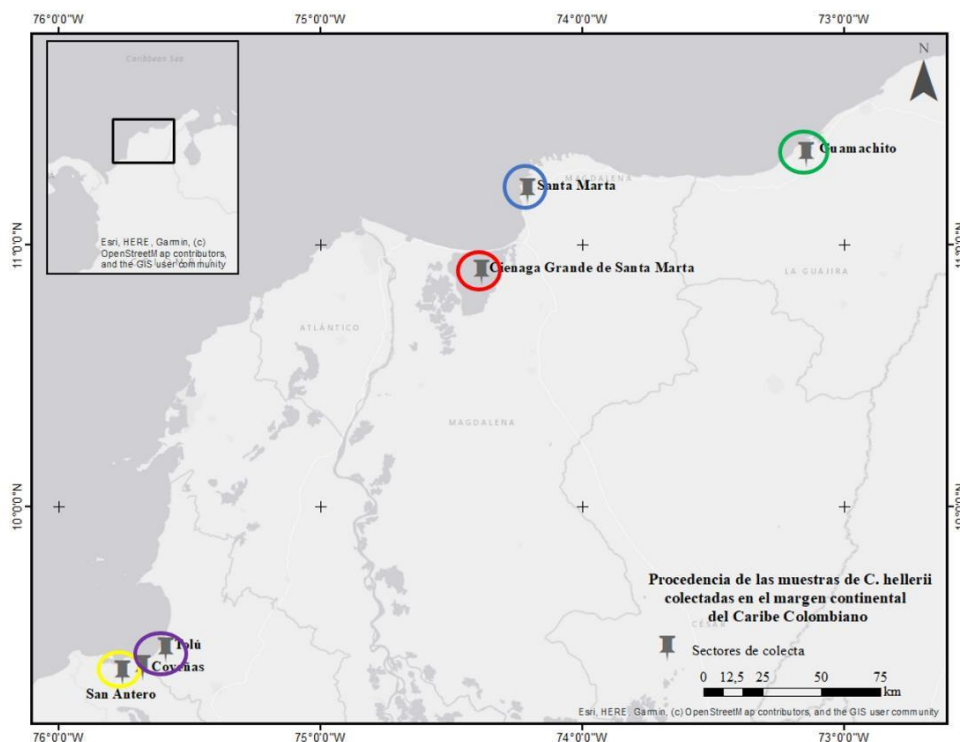 76°0'0"W
75°0'0"W
74°0'0"W
73°0'0"W
Caribbean Sea
Esri, HERE, Garmin, (c)
OpenStreetMap contributors,
and the GIS user community
N
Guamachito
MAGDALENA
Santa Marta
11°0'0"N
11°0'0"N
Cienaga Grande de Santa Marta
LA GUAJIRA
ATLÁNTICO
MAGDALENA
10°0'0"N
10°0'0"N
Procedencia de las muestras de C. hellerii
colectadas en el margen continental
del Caribe Colombiano
CÉSAR
Sectores de colecta
Tolú
Coveñas
San Antero
0 12,5 25 50 75
km
Esri, HERE, Garmin, (c) OpenStreetMap contributors, and the GIS user community
76°0'0"W
75°0'0"W
74°0'0"W
73°0'0"W